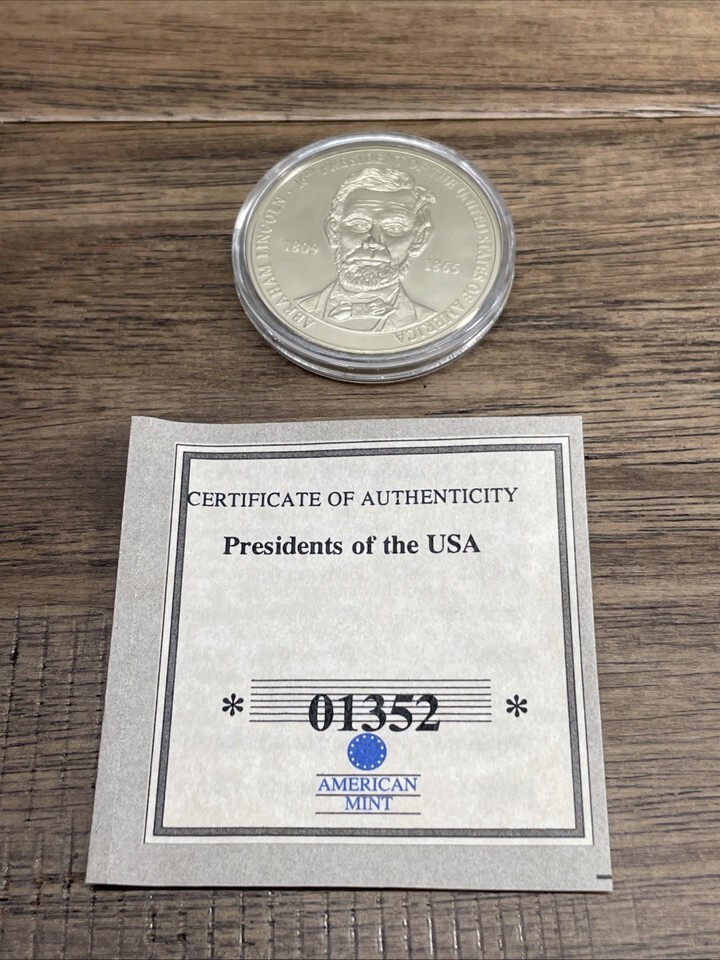 ABRAHAM LINCOLN · PRESIDENT OF THE UNITED STATES OF AMERICA
1809
1865
CERTIFICATE OF AUTHENTICITY
Presidents of the USA
* 01352 *
AMERICAN
MINT